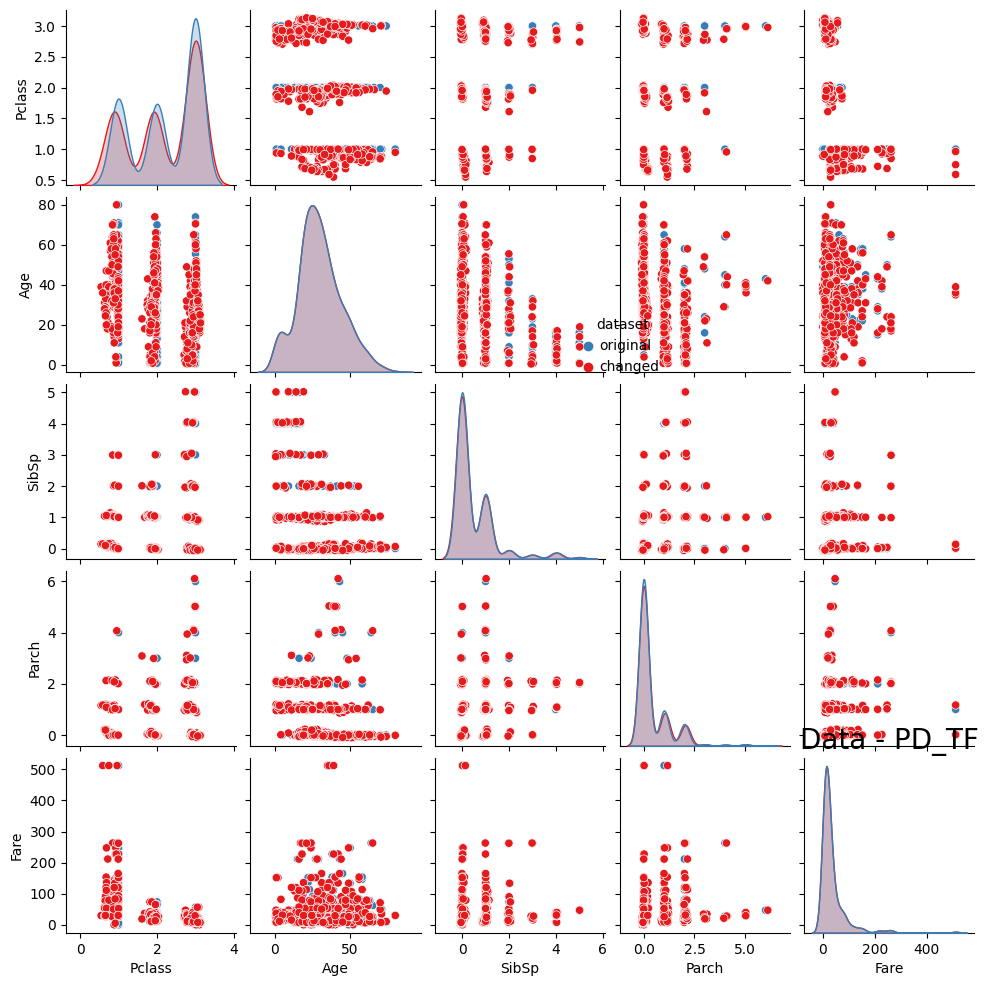 3.0
2.5
2.0
1.5
1.0
0.5
Pclass
80
60
40
20
0
Age
dataset
original
changed
5
4
3
2
1
0
SibSp
6
4
2
0
Parch
Data - PD_TF
500
400
300
200
100
0
Fare
0 2 4
Pclass
0 50
Age
0 2 4 6
SibSp
0.0 2.5 5.0
Parch
0 200 400
Fare